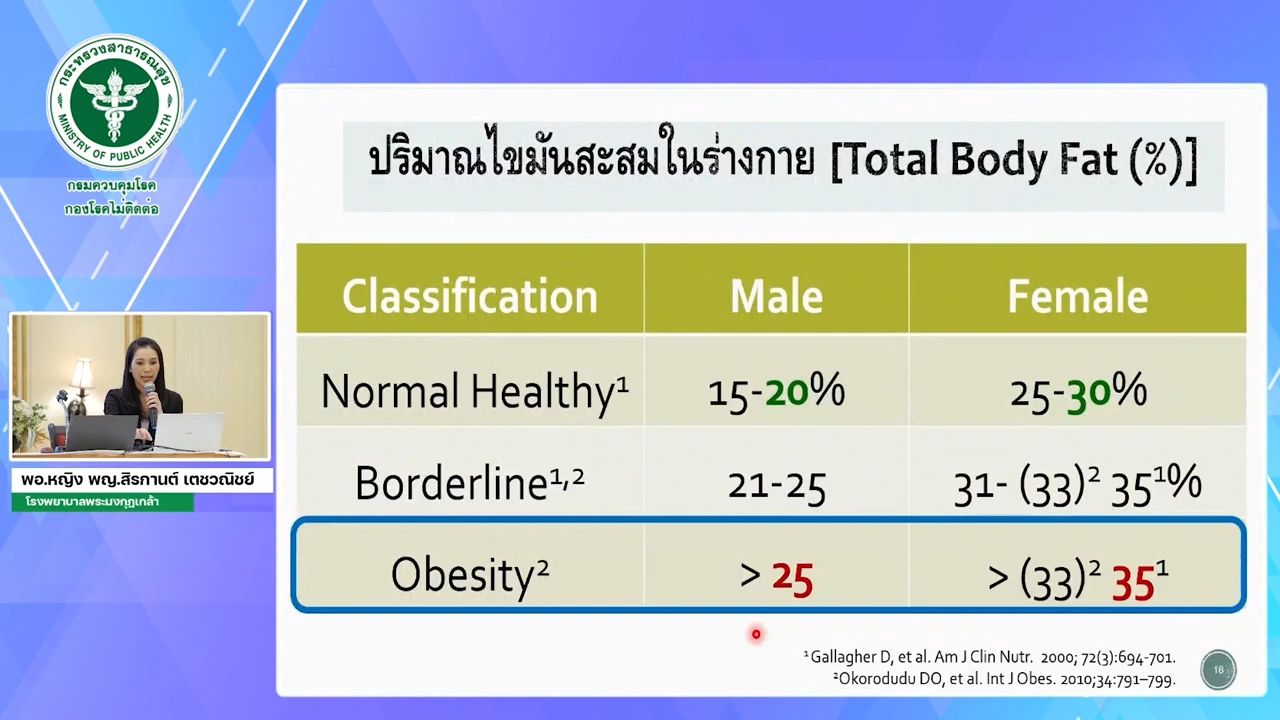 กระทรวงสาธารณสุข
MINISTRY OF PUBLIC HEALTH
กรมควบคุมโรค
กองโรคไม่ติดต่อ
ปริมาณไขมันสะสมในร่างกาย [Total Body Fat (%)]
Classification Male Female
Normal Healthy¹ 15-20% 25-30%
Borderline¹,² 21-25 31- (33)² 35¹%
Obesity² > 25 > (33)² 35¹
¹Gallagher D, et al. Am J Clin Nutr. 2000; 72(3):694-701.
²Okorodudu DO, et al. Int J Obes. 2010;34:791–799.
18
พอ.หญิง พญ.สิรกานต์ เตชวณิชย์
โรงพยาบาลพระมงกุฎเกล้า